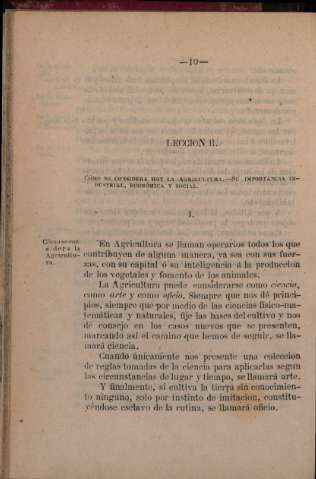 —10—
LECCION II.
CÓMO SE CONSIDERA HOY LA AGRICULTURA.—SU IMPORTANCIA IN-
DUSTRIAL, ECONÓMICA Y SOCIAL.
I.
Cómo se con-
sidera la
Agricultu-
ra.
En Agricultura se llaman operarios todos los que
contribuyen de alguna manera, ya sea con sus fuer-
zas, con su capital ó su inteligencia á la produccion
de los vegetales y fomento de los animales.
La Agricultura puede considerarse como ciencia,
como arte y como oficio. Siempre que nos dé princi-
pios, siempre que por medio de las ciencias físico-ma-
temáticas y naturales, fije las bases del cultivo y nos
dé consejo en los casos nuevos que se presenten,
marcando así el camino que hemos de seguir, se lla-
mará ciencia.
Cuando únicamente nos presente una coleccion
de reglas tomadas de la ciencia para aplicarlas segun
las circunstancias de lugar y tiempo, se llamará arte.
Y finalmente, si cultiva la tierra sin conocimien-
to ninguno, solo por instinto de imitacion, constitu-
yéndose esclavo de la rutina, se llamará oficio.